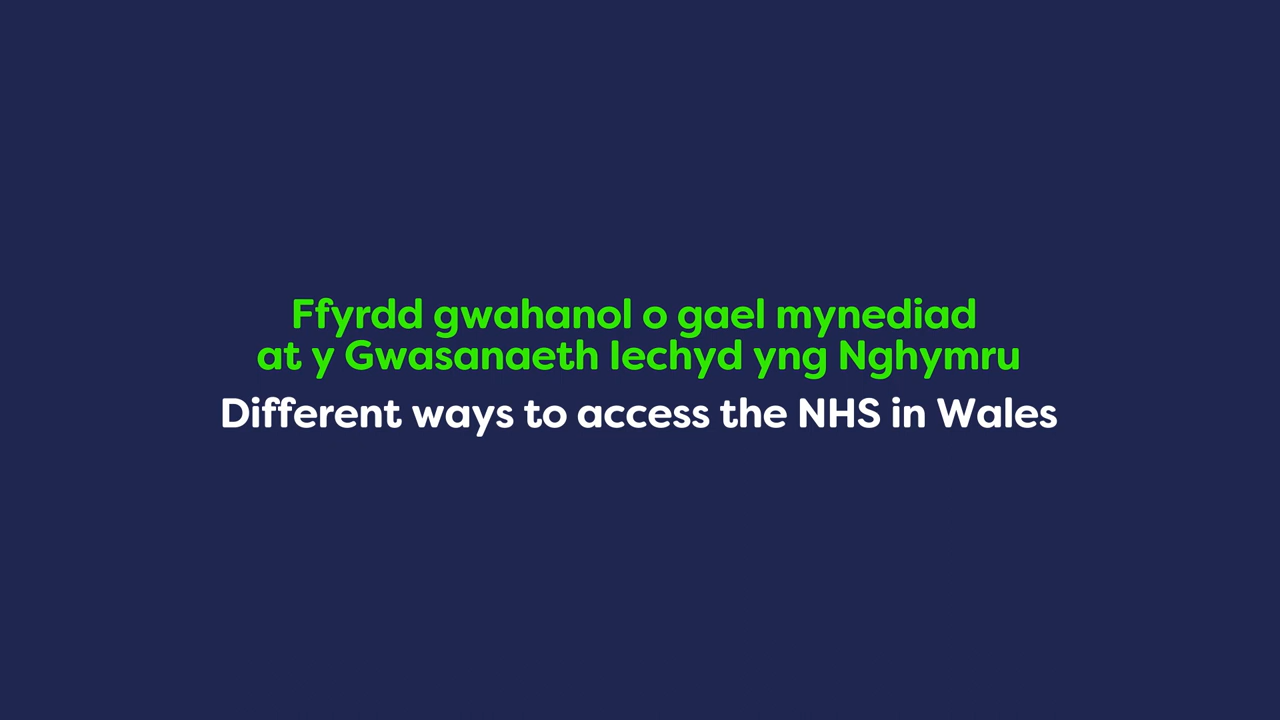 Ffyrdd gwahanol o gael mynediad
at y Gwasanaeth Iechyd yng Nghymru
Different ways to access the NHS in Wales